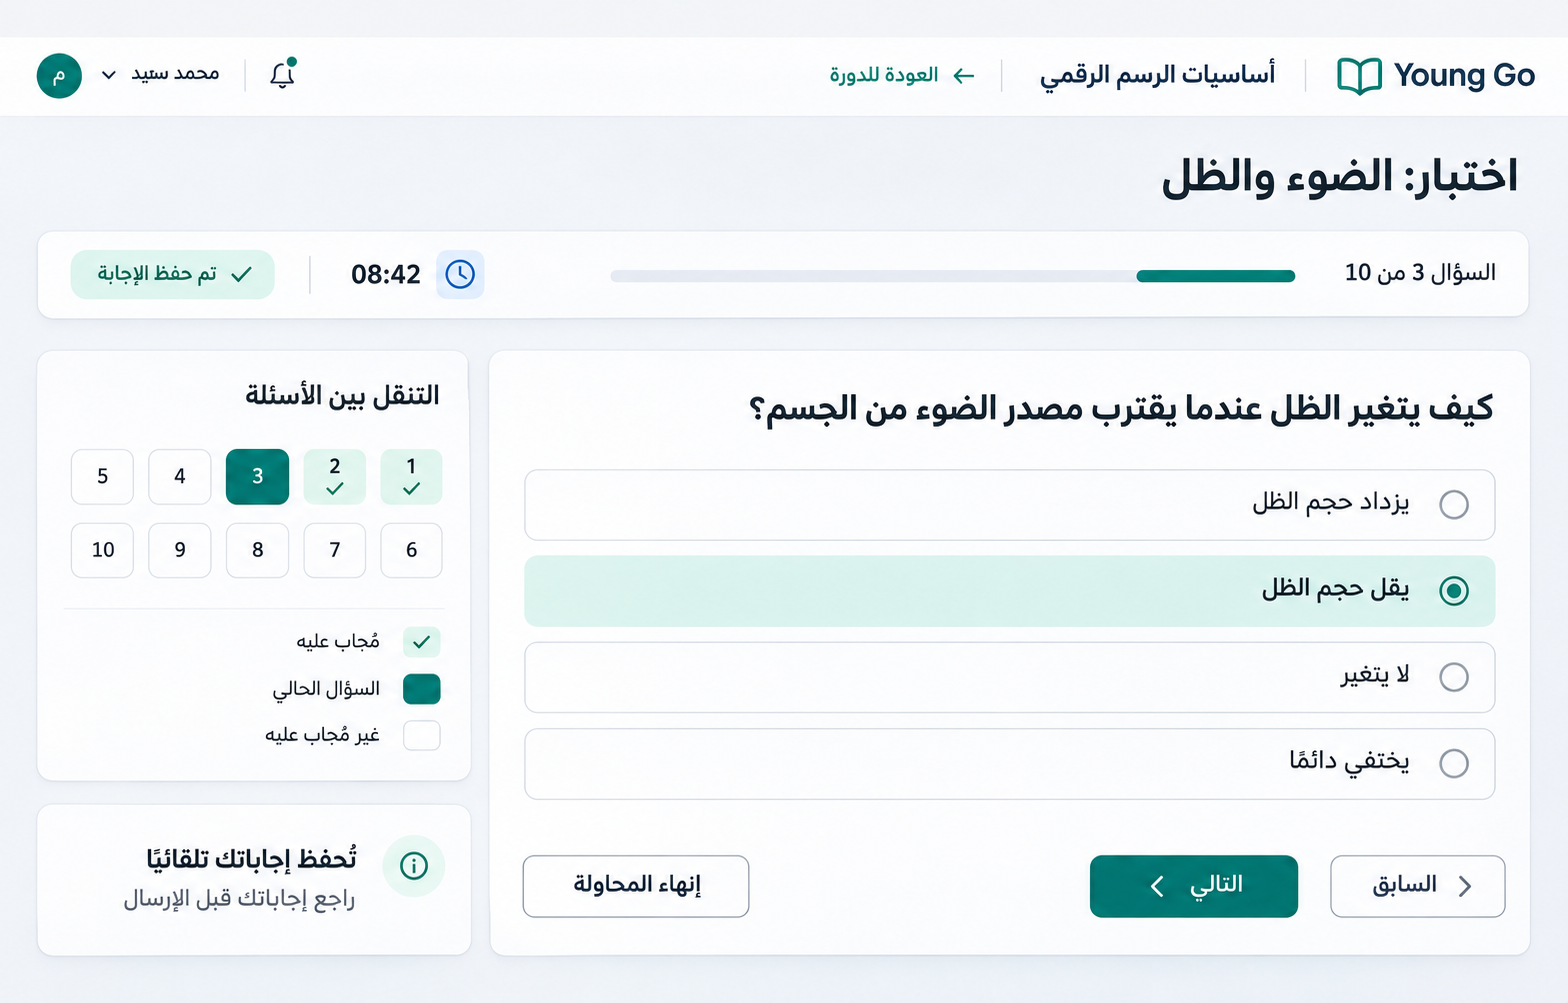 Young Go
أساسيات الرسم الرقمي
العودة للدورة
محمد سعيد
م
اختبار: الضوء والظل
السؤال 3 من 10
08:42
تم حفظ الإجابة
كيف يتغير الظل عندما يقترب مصدر الضوء من الجسم؟
يزداد حجم الظل
يقل حجم الظل
لا يتغير
يختفي دائمًا
السابق
التالي
إنهاء المحاولة
التنقل بين الأسئلة
1 2 3 4 5
6 7 8 9 10
مُجاب عليه
السؤال الحالي
غير مُجاب عليه
تُحفظ إجاباتك تلقائيًا
راجع إجاباتك قبل الإرسال